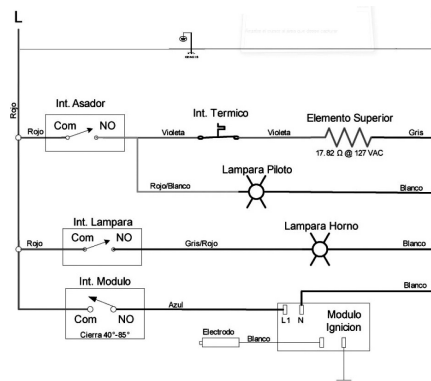 L
Rojo
Int. Asador
Rojo
Com
NO
Violeta
Int. Termico
Violeta
Elemento Superior
17.82 Ω @ 127 VAC
Gris
Lampara Piloto
Rojo/Blanco
Blanco
Int. Lampara
Rojo
Com
NO
Gris/Rojo
Lampara Horno
Blanco
Int. Modulo
Com
NO
Cierra 40°-85°
Azul
L1
N
Modulo
Ignicion
Blanco
Electrodo
Blanco